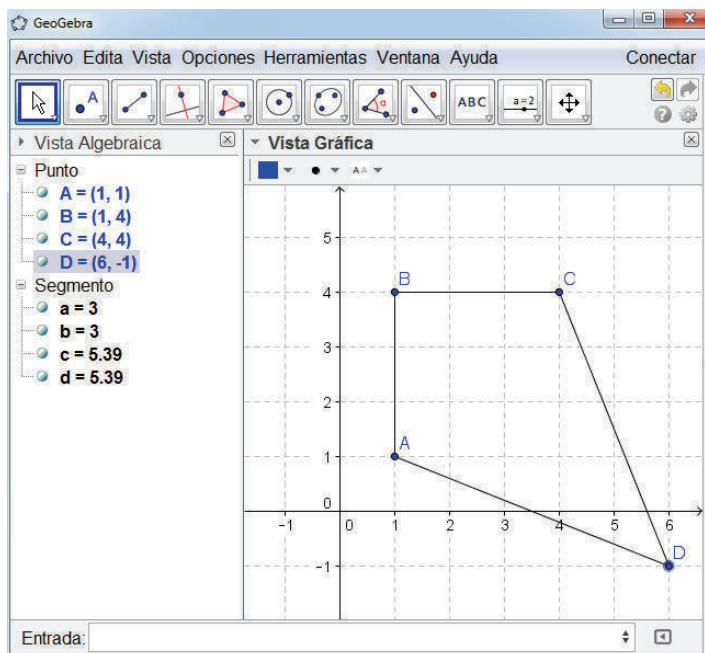 GeoGebra
Archivo Edita Vista Opciones Herramientas Ventana Ayuda Conectar
A α ABC a=2
Vista Algebraica
Punto
A = (1, 1)
B = (1, 4)
C = (4, 4)
D = (6, -1)
Segmento
a = 3
b = 3
c = 5.39
d = 5.39
Vista Gráfica
AA
5
4 B C
3
2
1 A
0
-1 0 1 2 3 4 5 6
-1 D
Entrada: